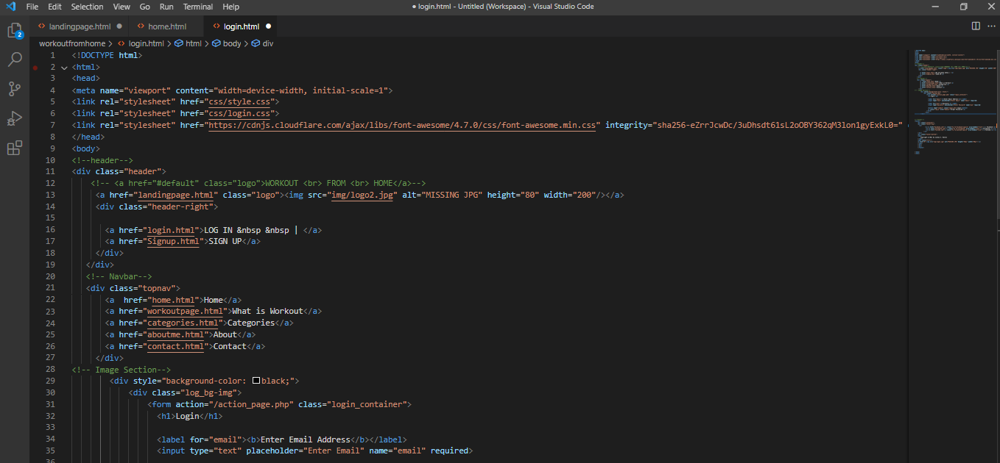 File Edit Selection View Go Run Terminal Help ● login.html - Untitled (Workspace) - Visual Studio Code
landingpage.html home.html login.html
2
workoutfromhome > login.html > html > body > div
1 <!DOCTYPE html>
2 <html>
3 <head>
4 <meta name="viewport" content="width=device-width, initial-scale=1">
5 <link rel="stylesheet" href="css/style.css">
6 <link rel="stylesheet" href="css/login.css">
7 <link rel="stylesheet" href="https://cdnjs.cloudflare.com/ajax/libs/font-awesome/4.7.0/css/font-awesome.min.css" integrity="sha256-eZrrJcwDc/3uDhsdt61sL2oOBY362qM3lon1gyExkL0="
8 </head>
9 <body>
10 <!--header-->
11 <div class="header">
12 <!-- <a href="#default" class="logo">WORKOUT <br> FROM <br> HOME</a>-->
13 <a href="landingpage.html" class="logo"><img src="img/logo2.jpg" alt="MISSING JPG" height="80" width="200"/></a>
14 <div class="header-right">
15
16 <a href="login.html">LOG IN &nbsp &nbsp | </a>
17 <a href="Signup.html">SIGN UP</a>
18 </div>
19 </div>
20 <!-- Navbar-->
21 <div class="topnav">
22 <a  href="home.html">Home</a>
23 <a href="workoutpage.html">What is Workout</a>
24 <a href="categories.html">Categories</a>
25 <a href="aboutme.html">About</a>
26 <a href="contact.html">Contact</a>
27 </div>
28 <!-- Image Section-->
29 <div style="background-color: black;">
30 <div class="log_bg-img">
31 <form action="/action_page.php" class="login_container">
32 <h1>Login</h1>
33
34 <label for="email"><b>Enter Email Address</b></label>
35 <input type="text" placeholder="Enter Email" name="email" required>
36